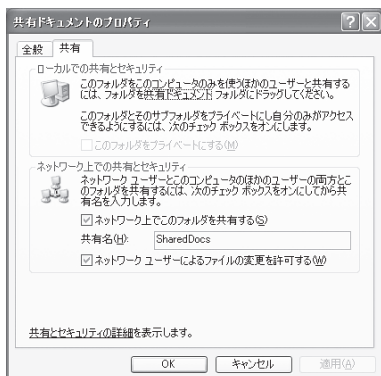 共有ドキュメントのプロパティ
全般
共有
ローカルでの共有とセキュリティ
このフォルダをこのコンピュータのみを使うほかのユーザーと共有する
には、フォルダを共有ドキュメント フォルダにドラッグしてください。
このフォルダとそのサブフォルダをプライベートにし自分のみがアクセス
できるようにするには、次のチェック ボックスをオンにします。
このフォルダをプライベートにする(M)
ネットワーク上での共有とセキュリティ
ネットワーク ユーザーとこのコンピュータのほかのユーザーの両方とこ
のフォルダを共有するには、次のチェック ボックスをオンにしてから共
有名を入力します。
ネットワーク上でこのフォルダを共有する(S)
共有名(H):
SharedDocs
ネットワーク ユーザーによるファイルの変更を許可する(W)
共有とセキュリティの詳細を表示します。
OK
キャンセル
適用(A)